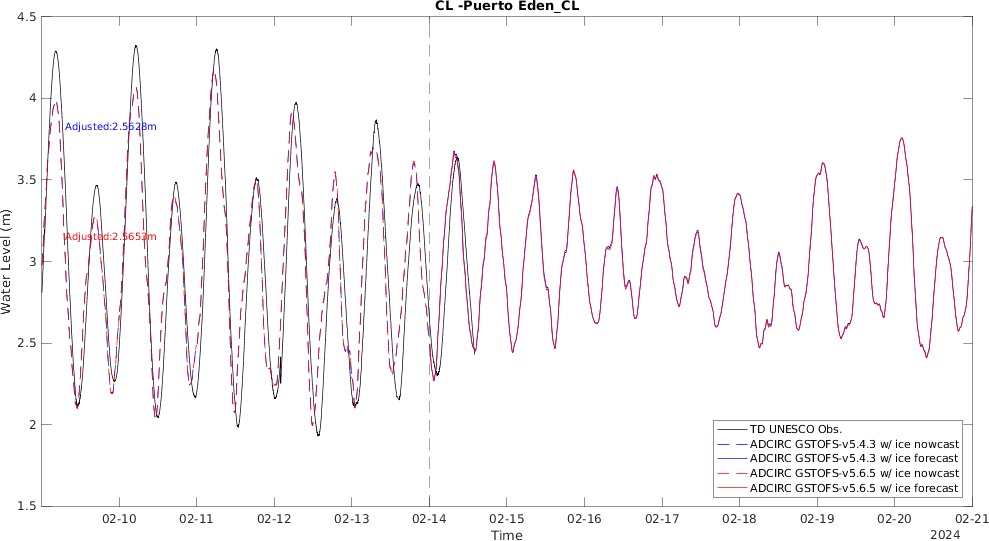 CL -Puerto Eden_CL
4.5
4
3.5
3
2.5
2
1.5
Water Level (m)
Adjusted:2.5628m
Adjusted:2.5653m
TD UNESCO Obs.
ADCIRC GSTOFS-v5.4.3 w/ ice nowcast
ADCIRC GSTOFS-v5.4.3 w/ ice forecast
ADCIRC GSTOFS-v5.6.5 w/ ice nowcast
ADCIRC GSTOFS-v5.6.5 w/ ice forecast
02-10 02-11 02-12 02-13 02-14 02-15 02-16 02-17 02-18 02-19 02-20 02-21
Time
2024